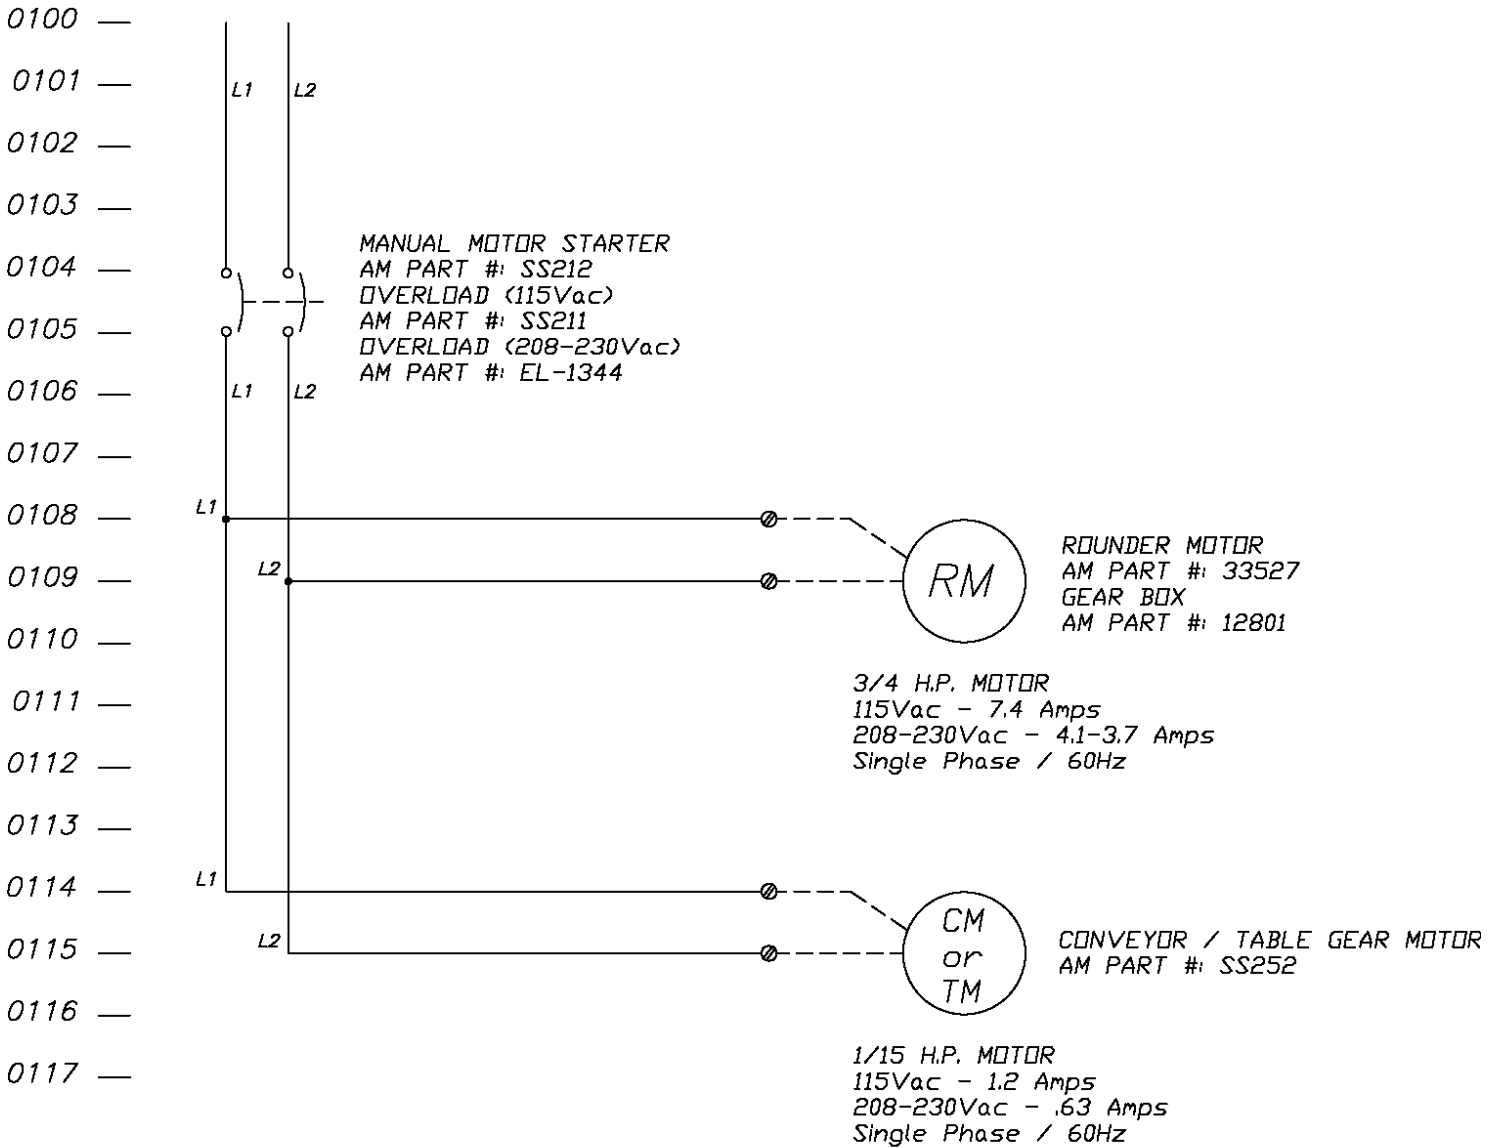 0100
0101
L1 L2
0102
0103
MANUAL MOTOR STARTER
0104
AM PART #: SS212
OVERLOAD (115Vac)
AM PART #: SS211
0105
OVERLOAD (208-230Vac)
AM PART #: EL-1344
0106
L1 L2
0107
L1
0108
ROUNDER MOTOR
L2
0109
RM
AM PART #: 33527
GEAR BOX
AM PART #: 12801
0110
3/4 H.P. MOTOR
0111
115Vac - 7.4 Amps
208-230Vac - 4.1-3.7 Amps
0112
Single Phase / 60Hz
0113
L1
0114
CM
or
TM
L2
0115
CONVEYOR / TABLE GEAR MOTOR
AM PART #: SS252
0116
1/15 H.P. MOTOR
0117
115Vac - 1.2 Amps
208-230Vac - .63 Amps
Single Phase / 60Hz